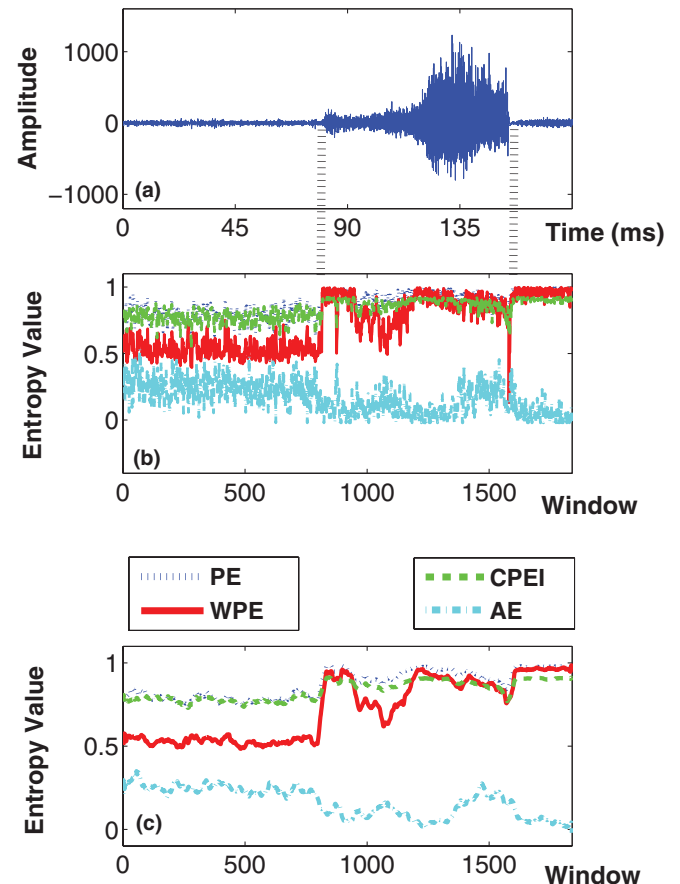 Amplitude
1000
0
−1000
(a)
0 45 90 135 Time (ms)
Entropy Value
1
0.5
0
(b)
0 500 1000 1500 Window
PE
WPE
CPEI
AE
Entropy Value
1
0.5
0
(c)
0 500 1000 1500 Window